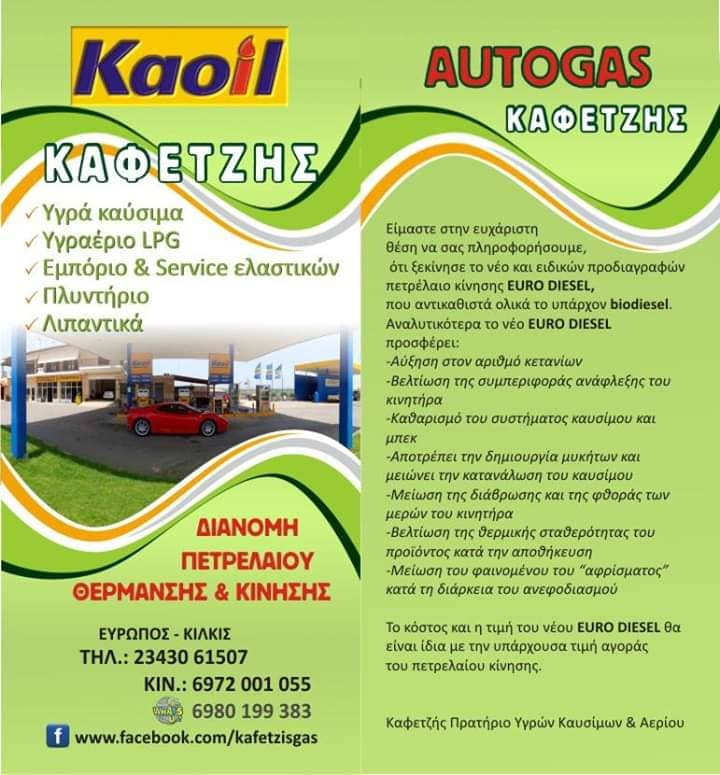 Kaoil
ΚΑΦΕΤΖΗΣ
✓ Υγρά καύσιμα
✓ Υγραέριο LPG
✓ Εμπόριο & Service ελαστικών
✓ Πλυντήριο
✓ Λιπαντικά
Kaoil
ΔΙΑΝΟΜΗ
ΠΕΤΡΕΛΑΙΟΥ
ΘΕΡΜΑΝΣΗΣ & ΚΙΝΗΣΗΣ
ΕΥΡΩΠΟΣ - ΚΙΛΚΙΣ
ΤΗΛ.: 23430 61507
ΚΙΝ.: 6972 001 055
6980 199 383
f www.facebook.com/kafetzisgas
AUTOGAS
ΚΑΦΕΤΖΗΣ
Είμαστε στην ευχάριστη
θέση να σας πληροφορήσουμε,
ότι ξεκίνησε το νέο και ειδικών προδιαγραφών
πετρέλαιο κίνησης EURO DIESEL,
που αντικαθιστά ολικά το υπάρχον biodiesel.
Αναλυτικότερα το νέο EURO DIESEL
προσφέρει:
-Αύξηση στον αριθμό κετανίων
-Βελτίωση της συμπεριφοράς ανάφλεξης του
κινητήρα
-Καθαρισμό του συστήματος καυσίμου και
μπεκ
-Αποτρέπει την δημιουργία μυκήτων και
μειώνει την κατανάλωση του καυσίμου
-Μείωση της διάβρωσης και της φθοράς των
μερών του κινητήρα
-Βελτίωση της θερμικής σταθερότητας του
προϊόντος κατά την αποθήκευση
-Μείωση του φαινομένου του “αφρίσματος”
κατά τη διάρκεια του ανεφοδιασμού
Το κόστος και η τιμή του νέου EURO DIESEL θα
είναι ίδια με την υπάρχουσα τιμή αγοράς
του πετρελαίου κίνησης.
Καφετζής Πρατήριο Υγρών Καυσίμων & Αερίου